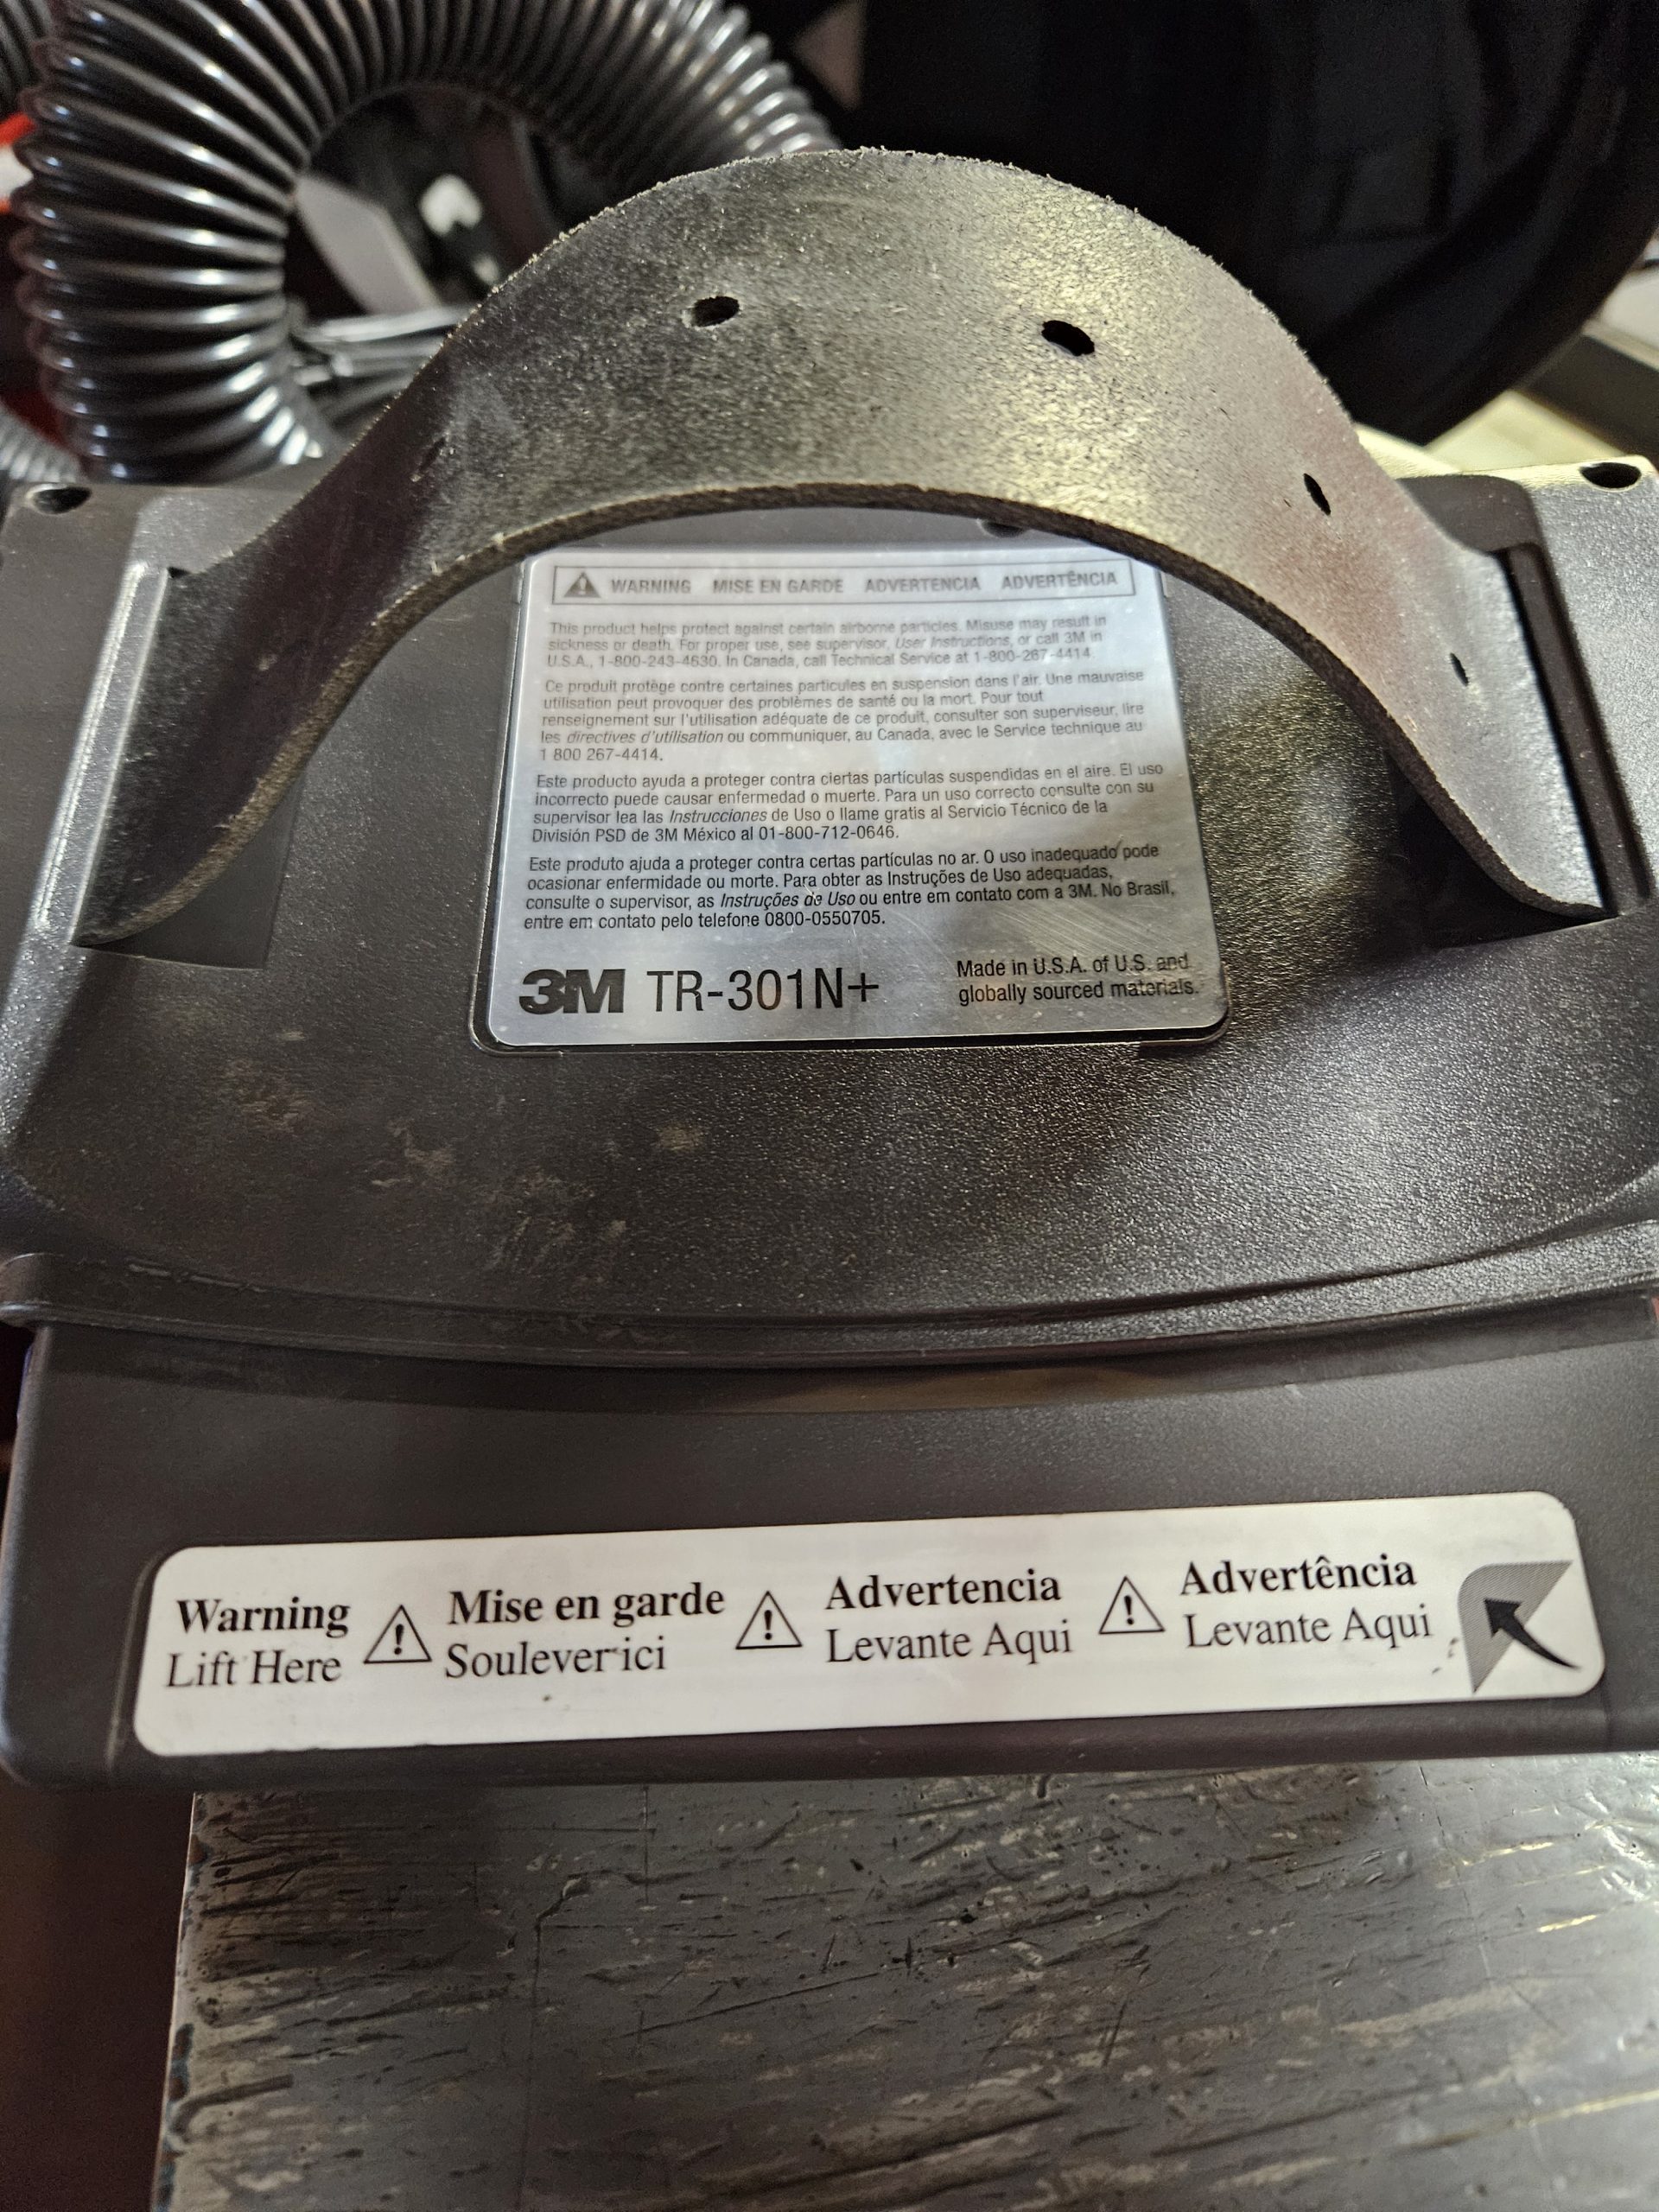 WARNING MISE EN GARDE ADVERTENCIA ADVERTÊNCIA
This product helps protect against certain airborne particles. Misuse may result in
sickness or death. For proper use, see supervisor, User Instructions, or call 3M in
U.S.A., 1-800-243-4630. In Canada, call Technical Service at 1-800-267-4414.
Ce produit protège contre certaines particules en suspension dans l'air. Une mauvaise
utilisation peut provoquer des problèmes de santé ou la mort. Pour tout
renseignement sur l'utilisation adéquate de ce produit, consulter son superviseur, lire
les directives d'utilisation ou communiquer, au Canada, avec le Service technique au
1 800 267-4414.
Este producto ayuda a proteger contra ciertas partículas suspendidas en el aire. El uso
incorrecto puede causar enfermedad o muerte. Para un uso correcto consulte con su
supervisor lea las Instrucciones de Uso o llame gratis al Servicio Técnico de la
División PSD de 3M México al 01-800-712-0646.
Este produto ajuda a proteger contra certas partículas no ar. O uso inadequado pode
ocasionar enfermidade ou morte. Para obter as Instruções de Uso adequadas,
consulte o supervisor, as Instruções de Uso ou entre em contato com a 3M. No Brasil,
entre em contato pelo telefone 0800-0550705.
3M TR-301N+
Made in U.S.A. of U.S. and
globally sourced materials.
Warning Mise en garde Advertencia Advertência
Lift Here Soulever ici Levante Aqui Levante Aqui